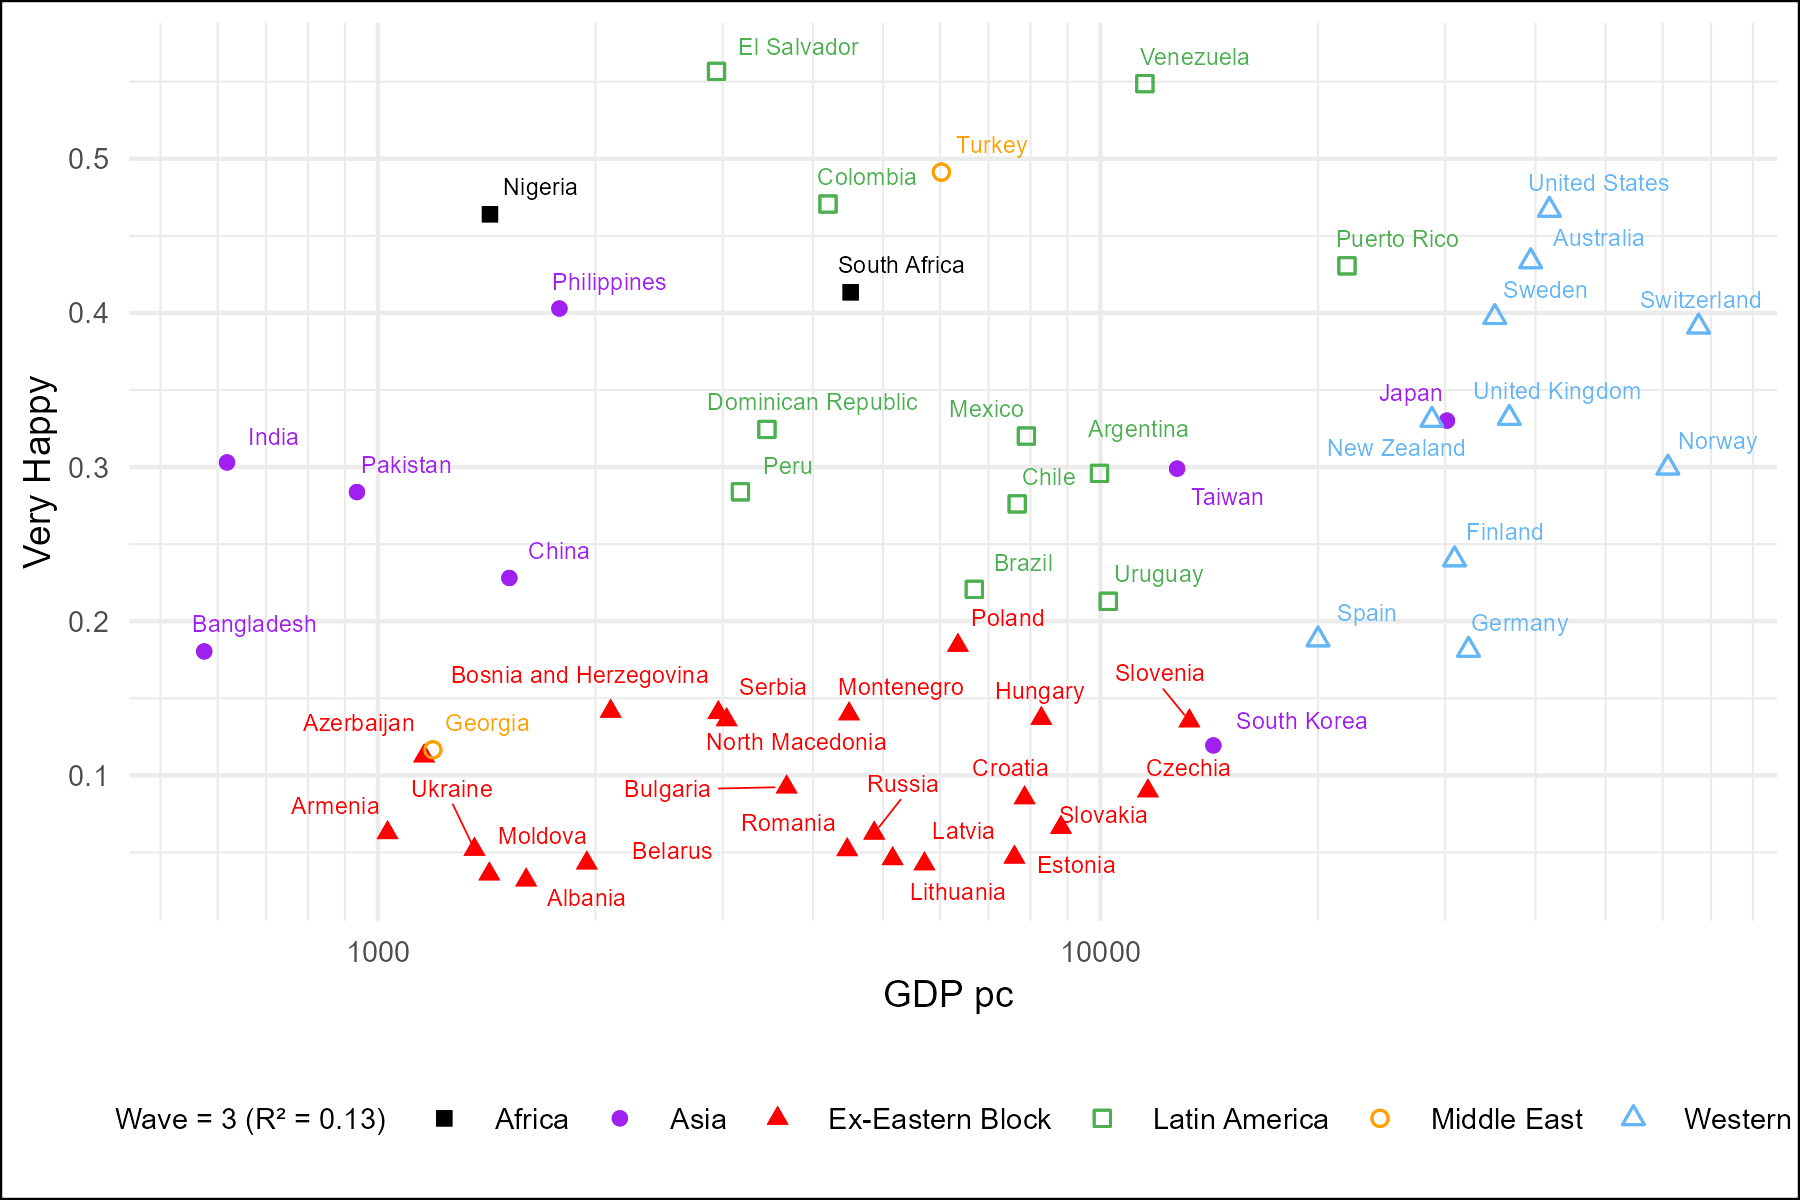 El Salvador
Venezuela
Turkey
0.5
Colombia
Nigeria
United States
Australia
Puerto Rico
South Africa
Philippines
Sweden
Switzerland
0.4
Japan
United Kingdom
Dominican Republic
Mexico
Argentina
India
Norway
New Zealand
Pakistan
Peru
0.3
Chile
Taiwan
Very Happy
Finland
China
Brazil
Uruguay
Spain
Poland
0.2
Bangladesh
Germany
Bosnia and Herzegovina
Slovenia
Serbia
Montenegro
Hungary
Azerbaijan
Georgia
South Korea
North Macedonia
Croatia
Czechia
0.1
Ukraine
Bulgaria
Russia
Armenia
Slovakia
Romania
Latvia
Moldova
Belarus
Estonia
Lithuania
Albania
1000
10000
GDP pc
Wave = 3 (R² = 0.13)
Africa
Asia
Ex-Eastern Block
Latin America
Middle East
Western